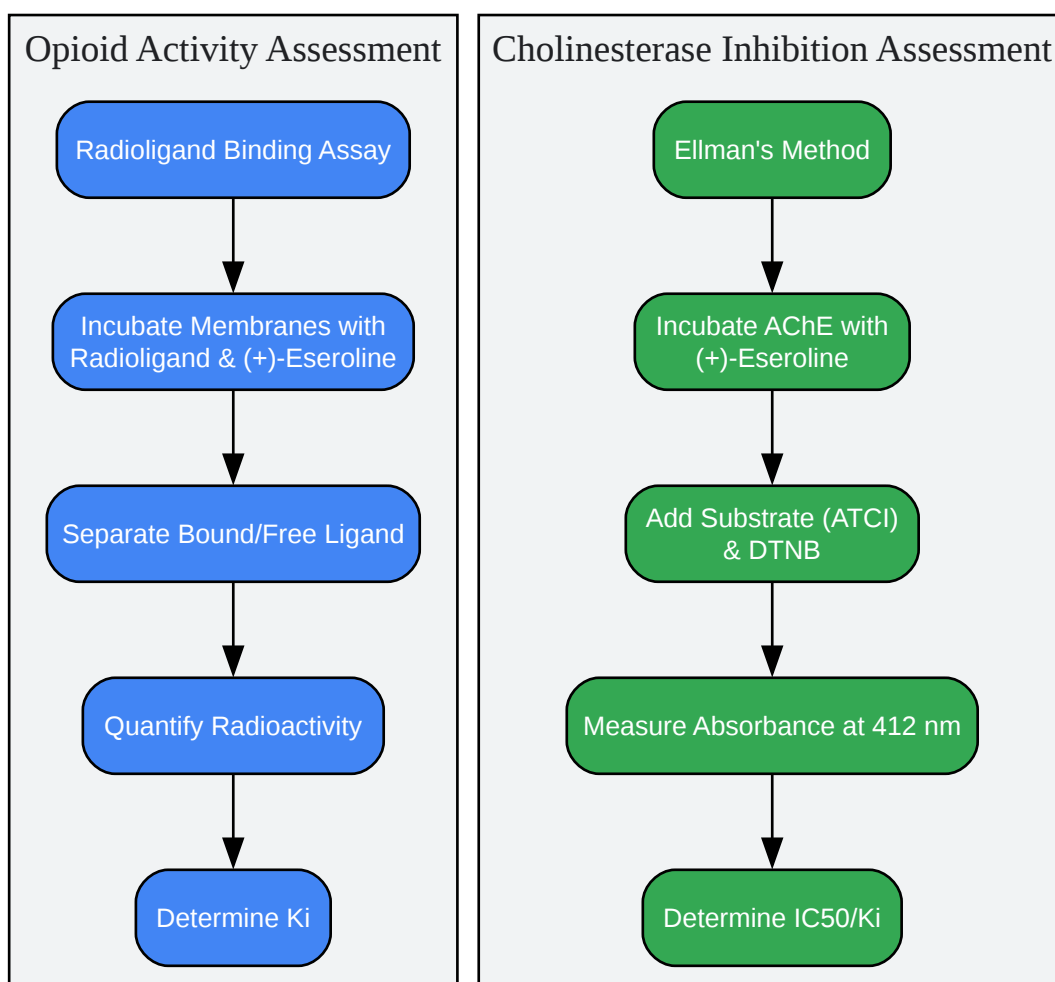 Opioid Activity Assessment
Radioligand Binding Assay
Incubate Membranes with
Radioligand & (+)-Eseroline
Separate Bound/Free Ligand
Quantify Radioactivity
Determine Ki
Cholinesterase Inhibition Assessment
Ellman's Method
Incubate AChE with
(+)-Eseroline
Add Substrate (ATCI)
& DTNB
Measure Absorbance at 412 nm
Determine IC50/Ki